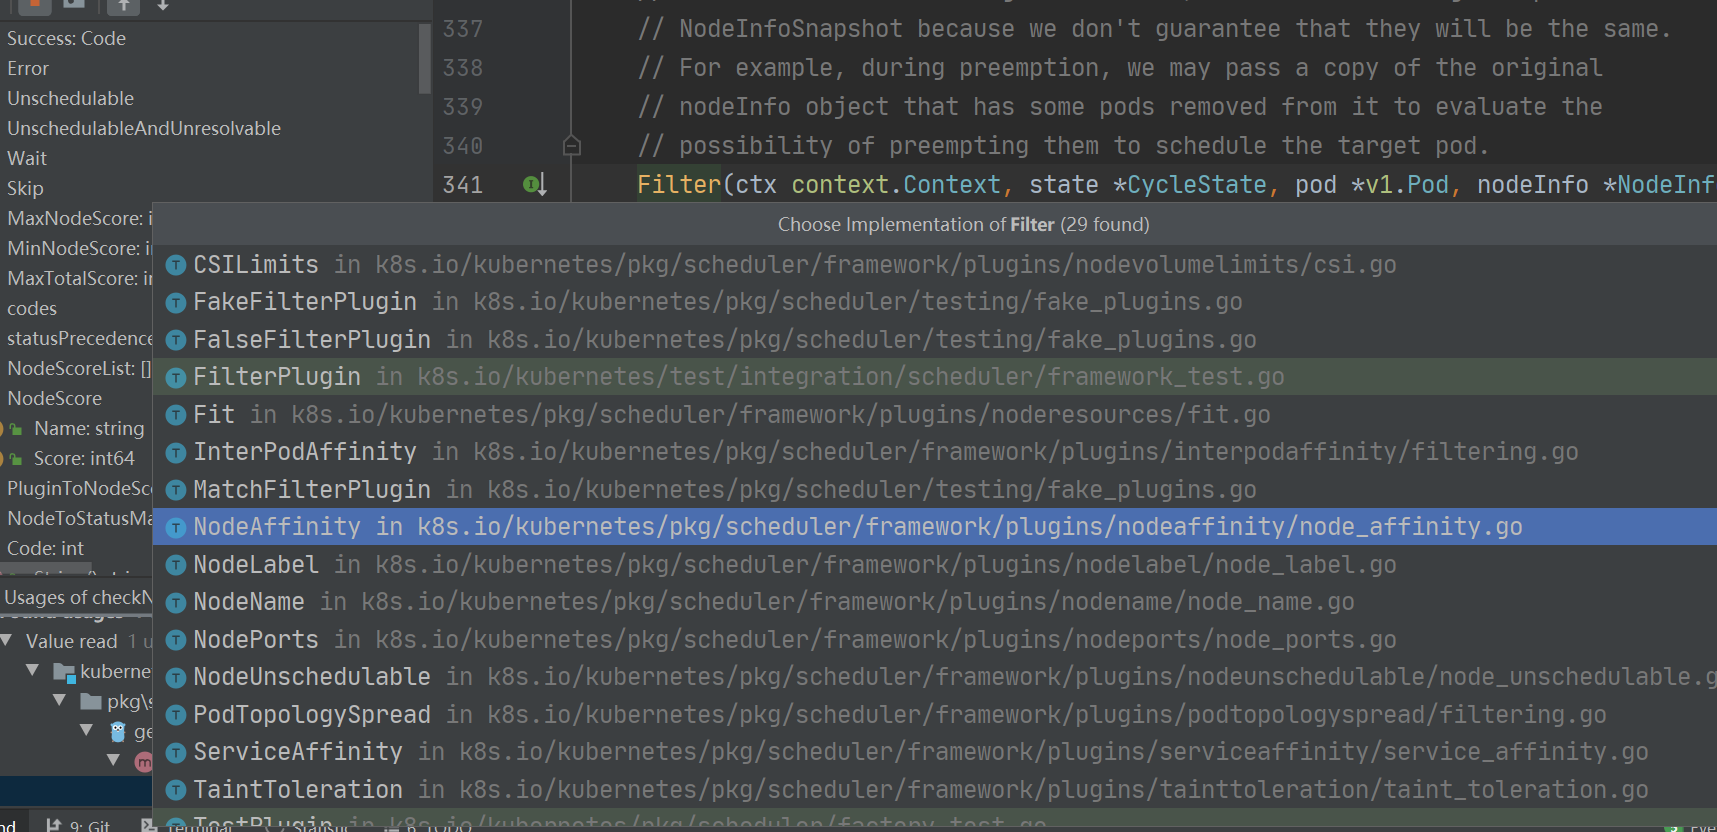 Success: Code
Error
Unschedulable
UnschedulableAndUnresolvable
Wait
Skip
MaxNodeScore: i
MinNodeScore: i
MaxTotalScore: i
codes
statusPrecedence
NodeScoreList: []
NodeScore
Name: string
Score: int64
PluginToNodeSc
NodeToStatusMa
Code: int
Usages of checkN
Value read 1 u
kuberne
pkg\s
ge
337 // NodeInfoSnapshot because we don't guarantee that they will be the same.
338 // For example, during preemption, we may pass a copy of the original
339 // nodeInfo object that has some pods removed from it to evaluate the
340 // possibility of preempting them to schedule the target pod.
341 Filter(ctx context.Context, state *CycleState, pod *v1.Pod, nodeInfo *NodeInf
Choose Implementation of Filter (29 found)
CSILimits in k8s.io/kubernetes/pkg/scheduler/framework/plugins/nodevolumelimits/csi.go
FakeFilterPlugin in k8s.io/kubernetes/pkg/scheduler/testing/fake_plugins.go
FalseFilterPlugin in k8s.io/kubernetes/pkg/scheduler/testing/fake_plugins.go
FilterPlugin in k8s.io/kubernetes/test/integration/scheduler/framework_test.go
Fit in k8s.io/kubernetes/pkg/scheduler/framework/plugins/noderesources/fit.go
InterPodAffinity in k8s.io/kubernetes/pkg/scheduler/framework/plugins/interpodaffinity/filtering.go
MatchFilterPlugin in k8s.io/kubernetes/pkg/scheduler/testing/fake_plugins.go
NodeAffinity in k8s.io/kubernetes/pkg/scheduler/framework/plugins/nodeaffinity/node_affinity.go
NodeLabel in k8s.io/kubernetes/pkg/scheduler/framework/plugins/nodelabel/node_label.go
NodeName in k8s.io/kubernetes/pkg/scheduler/framework/plugins/nodename/node_name.go
NodePorts in k8s.io/kubernetes/pkg/scheduler/framework/plugins/nodeports/node_ports.go
NodeUnschedulable in k8s.io/kubernetes/pkg/scheduler/framework/plugins/nodeunschedulable/node_unschedulable.g
PodTopologySpread in k8s.io/kubernetes/pkg/scheduler/framework/plugins/podtopologyspread/filtering.go
ServiceAffinity in k8s.io/kubernetes/pkg/scheduler/framework/plugins/serviceaffinity/service_affinity.go
TaintToleration in k8s.io/kubernetes/pkg/scheduler/framework/plugins/tainttoleration/taint_toleration.go
TestPlugin in k8s.io/kubernetes/pkg/scheduler/factory_test.go
9: Git Terminal Statistic 6: TODO